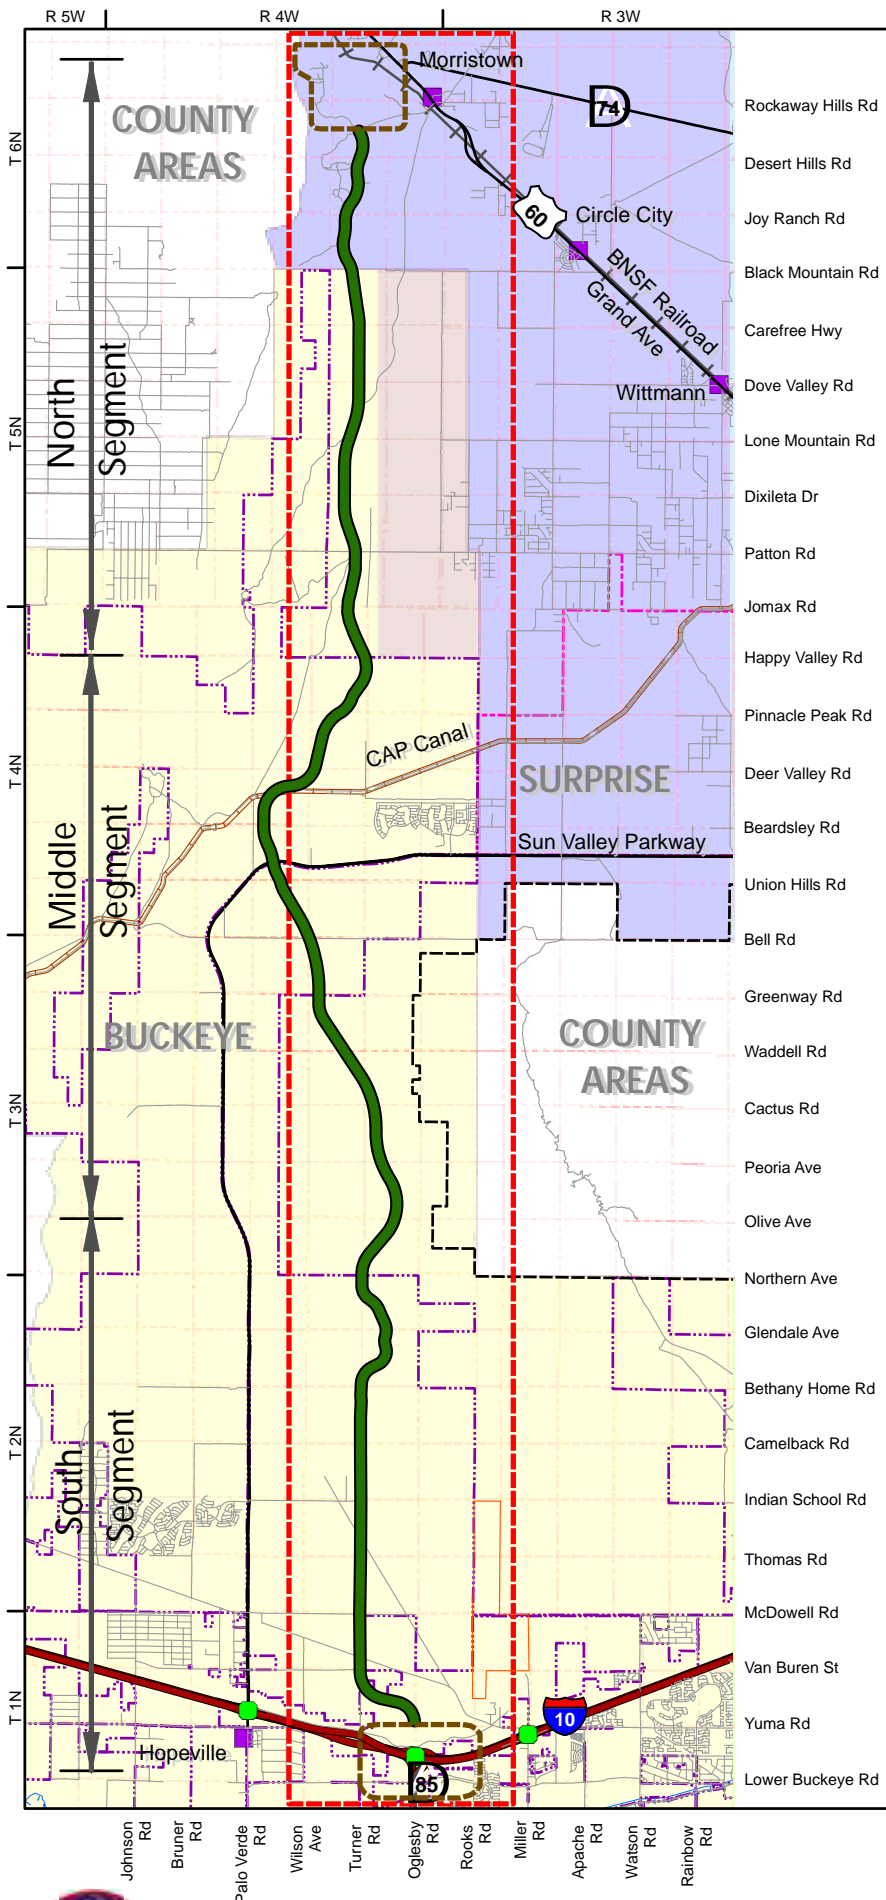 R 5W
R 4W
R 3W
Morristown
COUNTY
AREAS
74
Rockaway Hills Rd
T 6N
Desert Hills Rd
60
Circle City
Joy Ranch Rd
BNSF Railroad
Grand Ave
Black Mountain Rd
Carefree Hwy
North
Segment
Wittmann
Dove Valley Rd
T 5N
Lone Mountain Rd
Dixileta Dr
Patton Rd
Jomax Rd
Happy Valley Rd
Pinnacle Peak Rd
CAP Canal
T 4N
SURPRISE
Deer Valley Rd
Middle
Segment
Beardsley Rd
Sun Valley Parkway
Union Hills Rd
Bell Rd
Greenway Rd
BUCKEYE
COUNTY
AREAS
Waddell Rd
T 3N
Cactus Rd
Peoria Ave
Olive Ave
Northern Ave
Glendale Ave
Bethany Home Rd
T 2N
Camelback Rd
South
Segment
Indian School Rd
Thomas Rd
McDowell Rd
Van Buren St
T 1N
10
Yuma Rd
Hopeville
85
Lower Buckeye Rd
Johnson
Rd
Bruner
Rd
Palo Verde
Rd
Wilson
Ave
Turner
Rd
Oglesby
Rd
Rooks
Rd
Miller
Rd
Apache
Rd
Watson
Rd
Rainbow
Rd